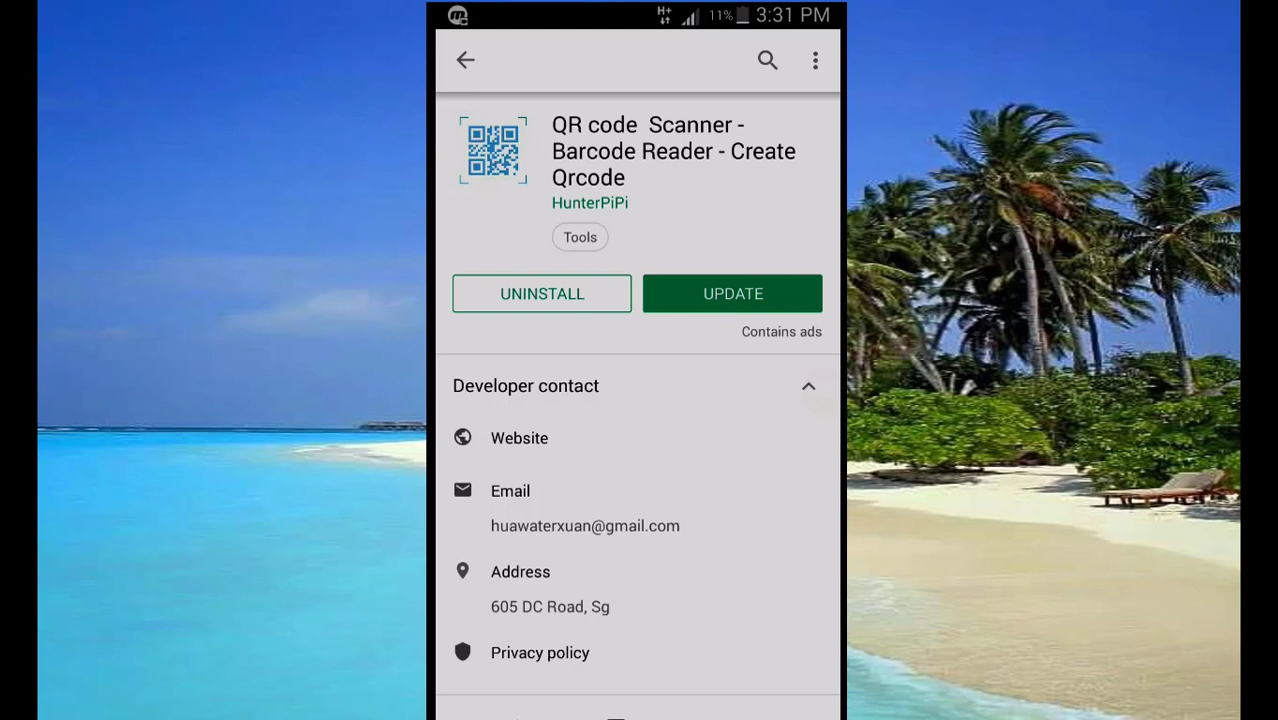 H+ 11% 3:31 PM
QR code  Scanner -
Barcode Reader - Create
Qrcode
HunterPiPi
Tools
UNINSTALL
UPDATE
Contains ads
Developer contact
Website
Email
huawaterxuan@gmail.com
Address
605 DC Road, Sg
Privacy policy